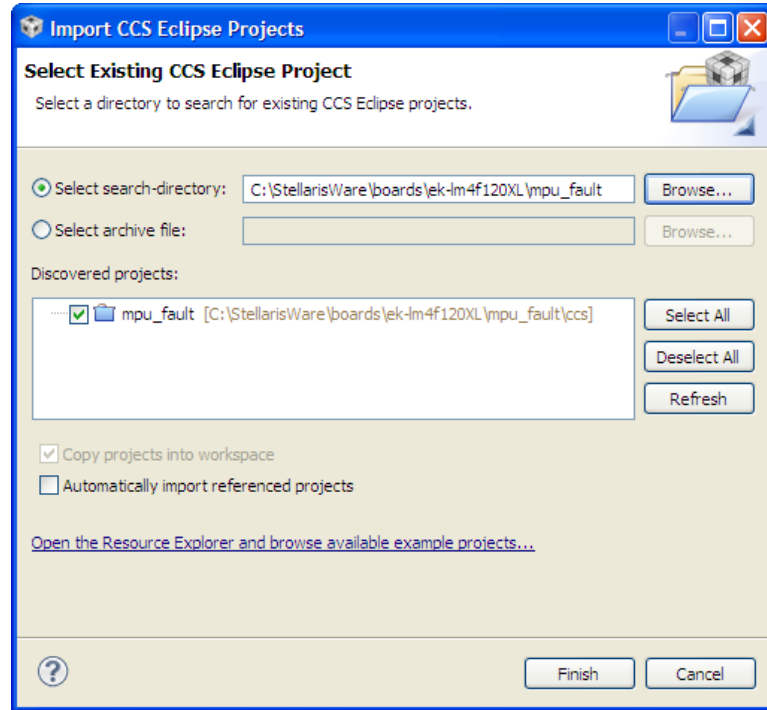 Import CCS Eclipse Projects
Select Existing CCS Eclipse Project
Select a directory to search for existing CCS Eclipse projects.
Select search-directory: C:\StellarisWare\boards\ek-lm4f120XL\mpu_fault Browse...
Select archive file: Browse...
Discovered projects:
mpu_fault [C:\StellarisWare\boards\ek-lm4f120XL\mpu_fault\ccs] Select All
Deselect All
Refresh
Copy projects into workspace
Automatically import referenced projects
Open the Resource Explorer and browse available example projects...
? Finish Cancel